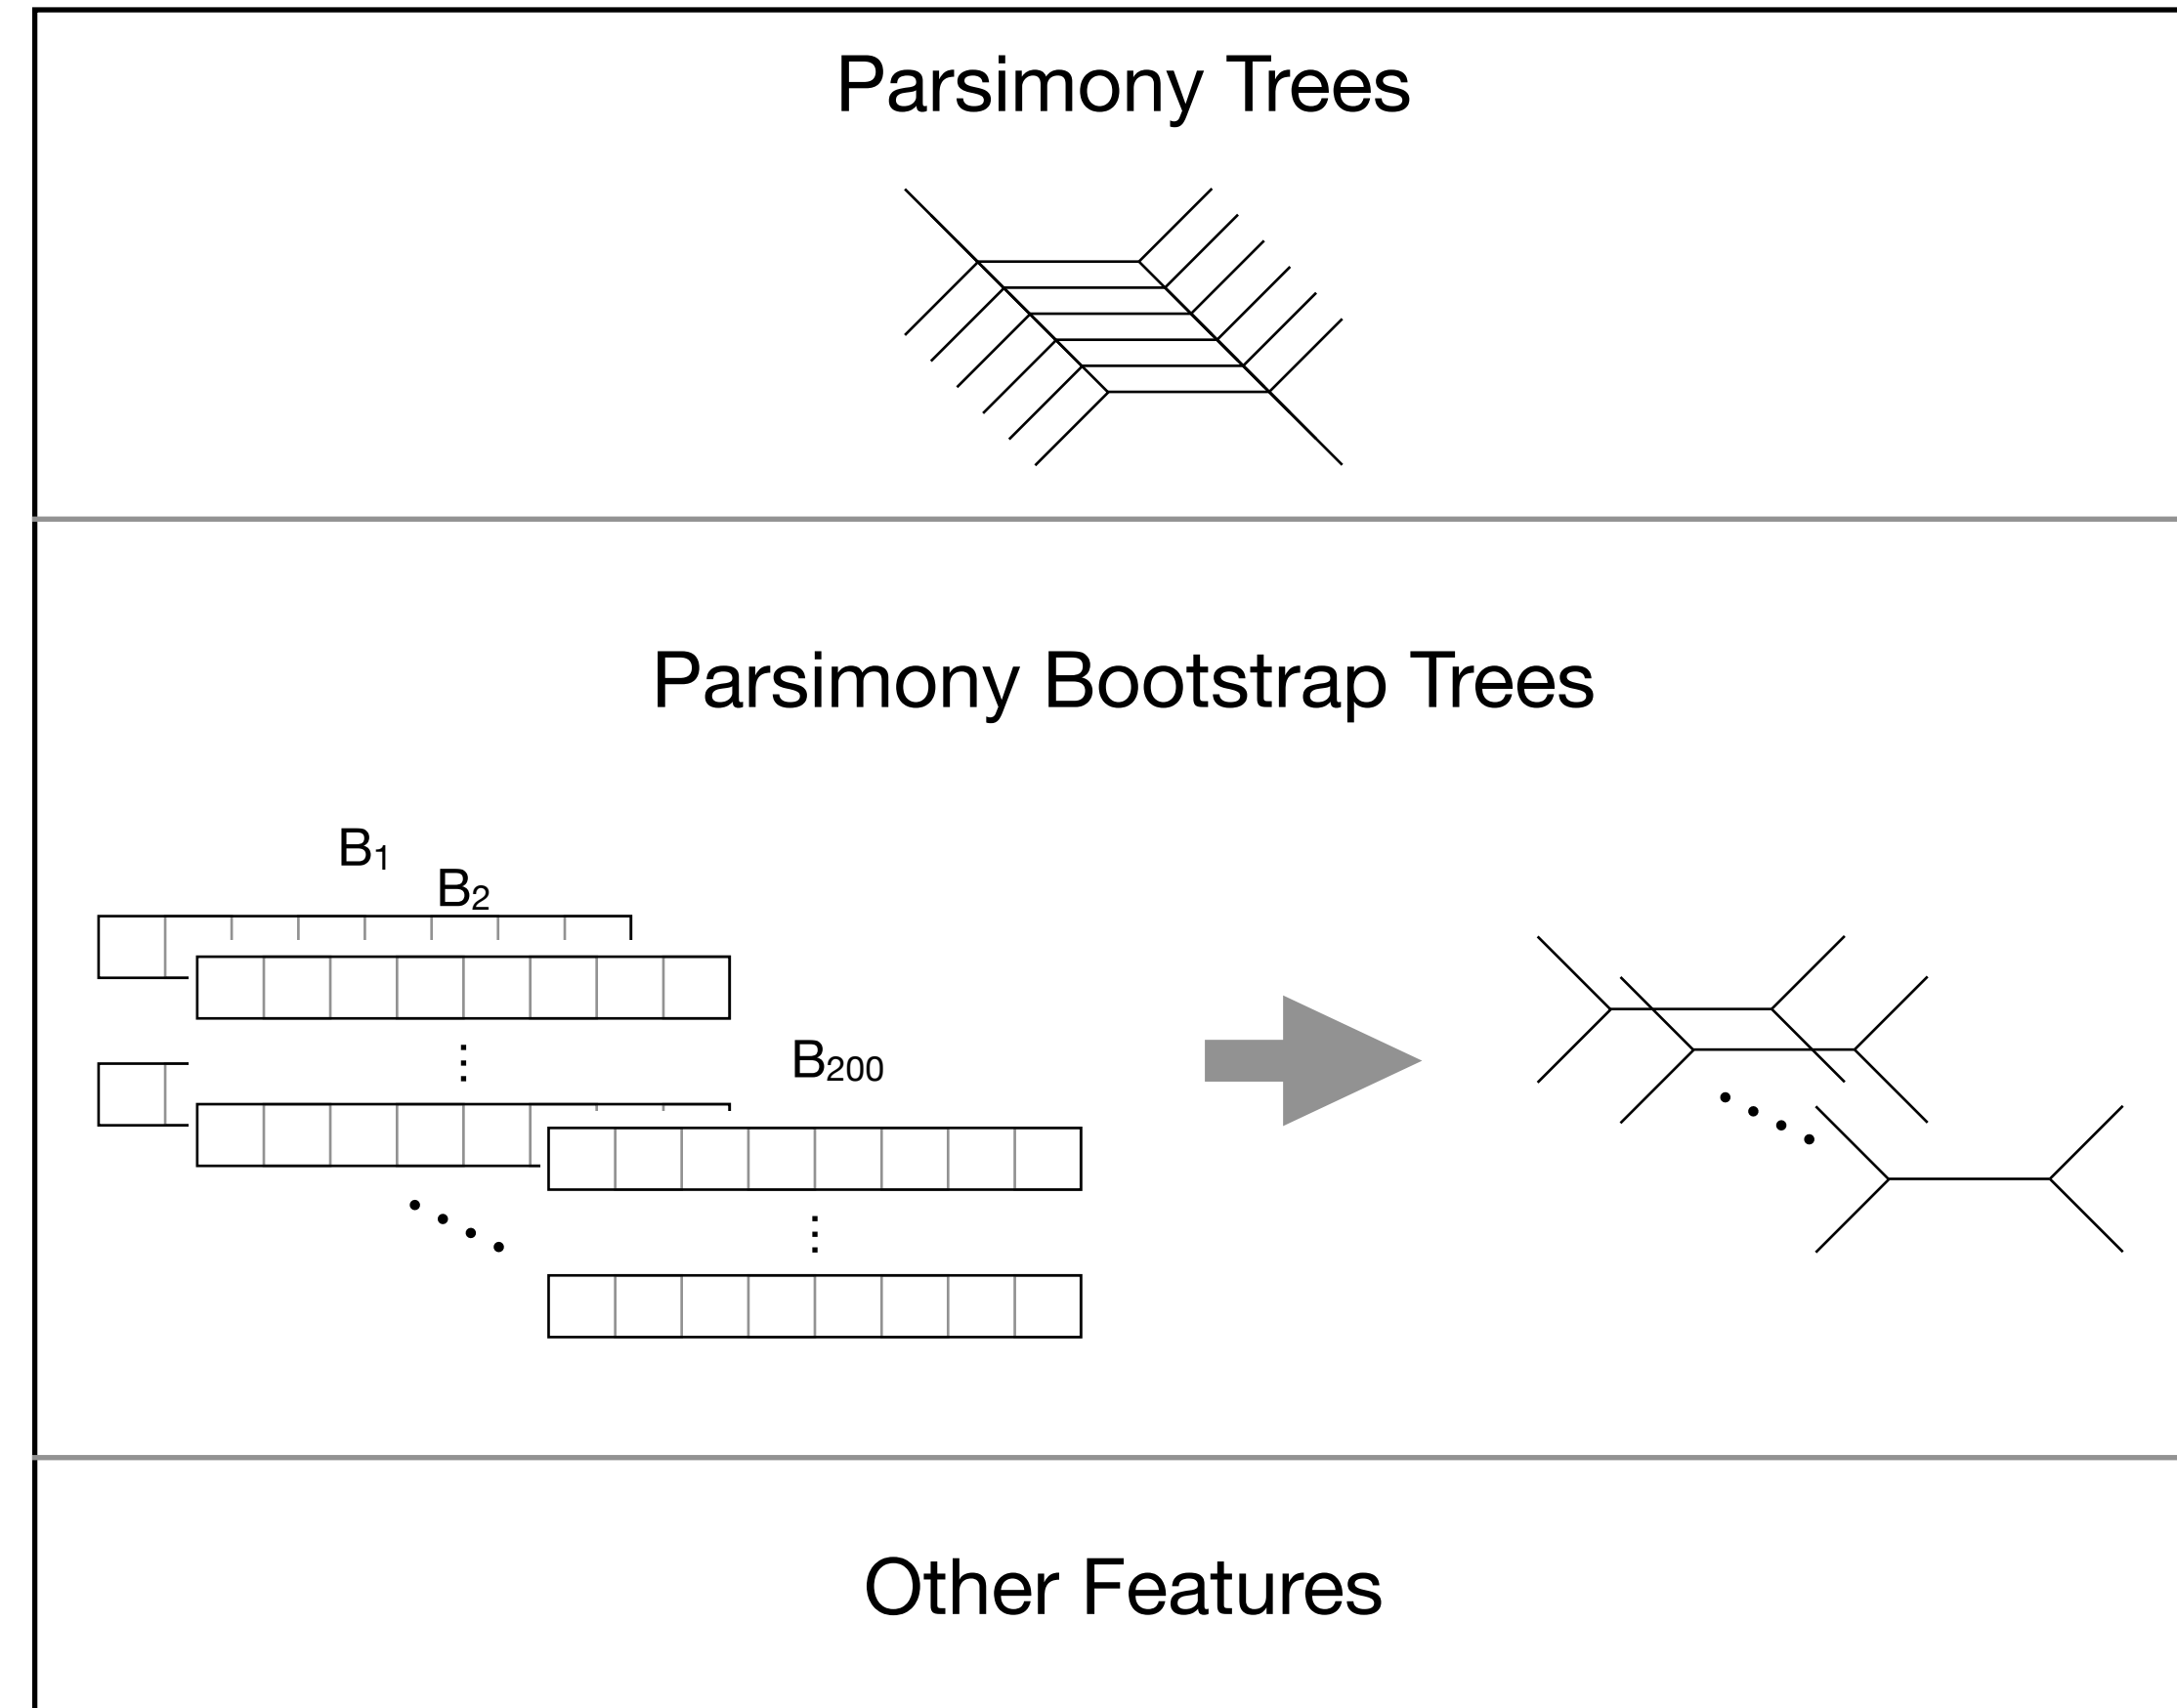 Parsimony Trees
Parsimony Bootstrap Trees
B1
B2
B200
Other Features